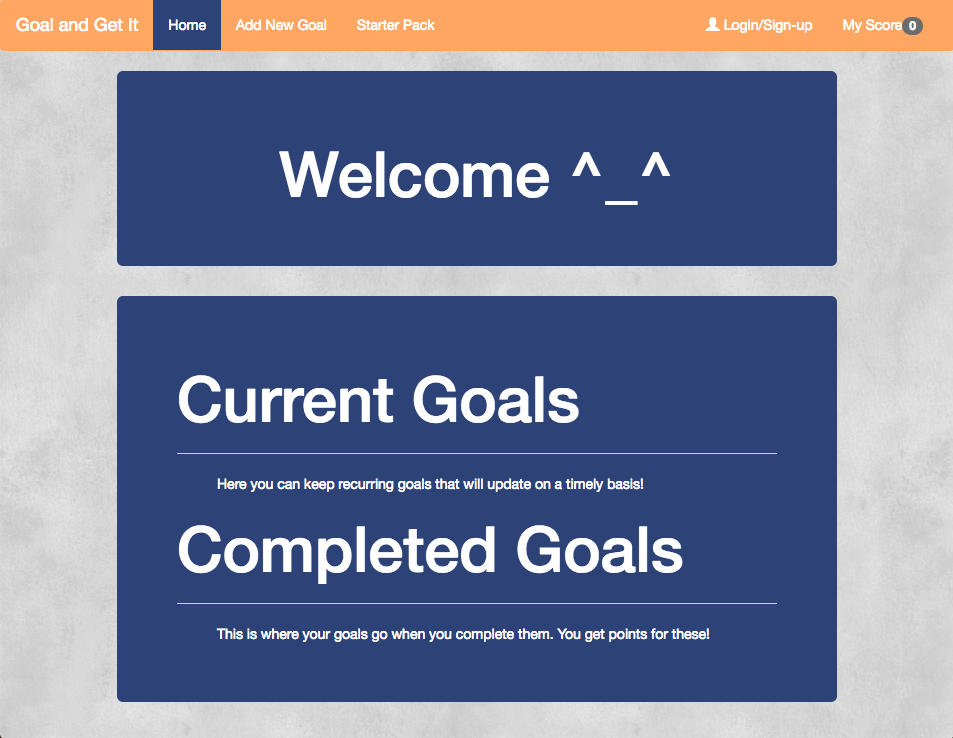 Goal and Get It Home Add New Goal Starter Pack Login/Sign-up My Score 0
Welcome ^_^
Current Goals
Here you can keep recurring goals that will update on a timely basis!
Completed Goals
This is where your goals go when you complete them. You get points for these!